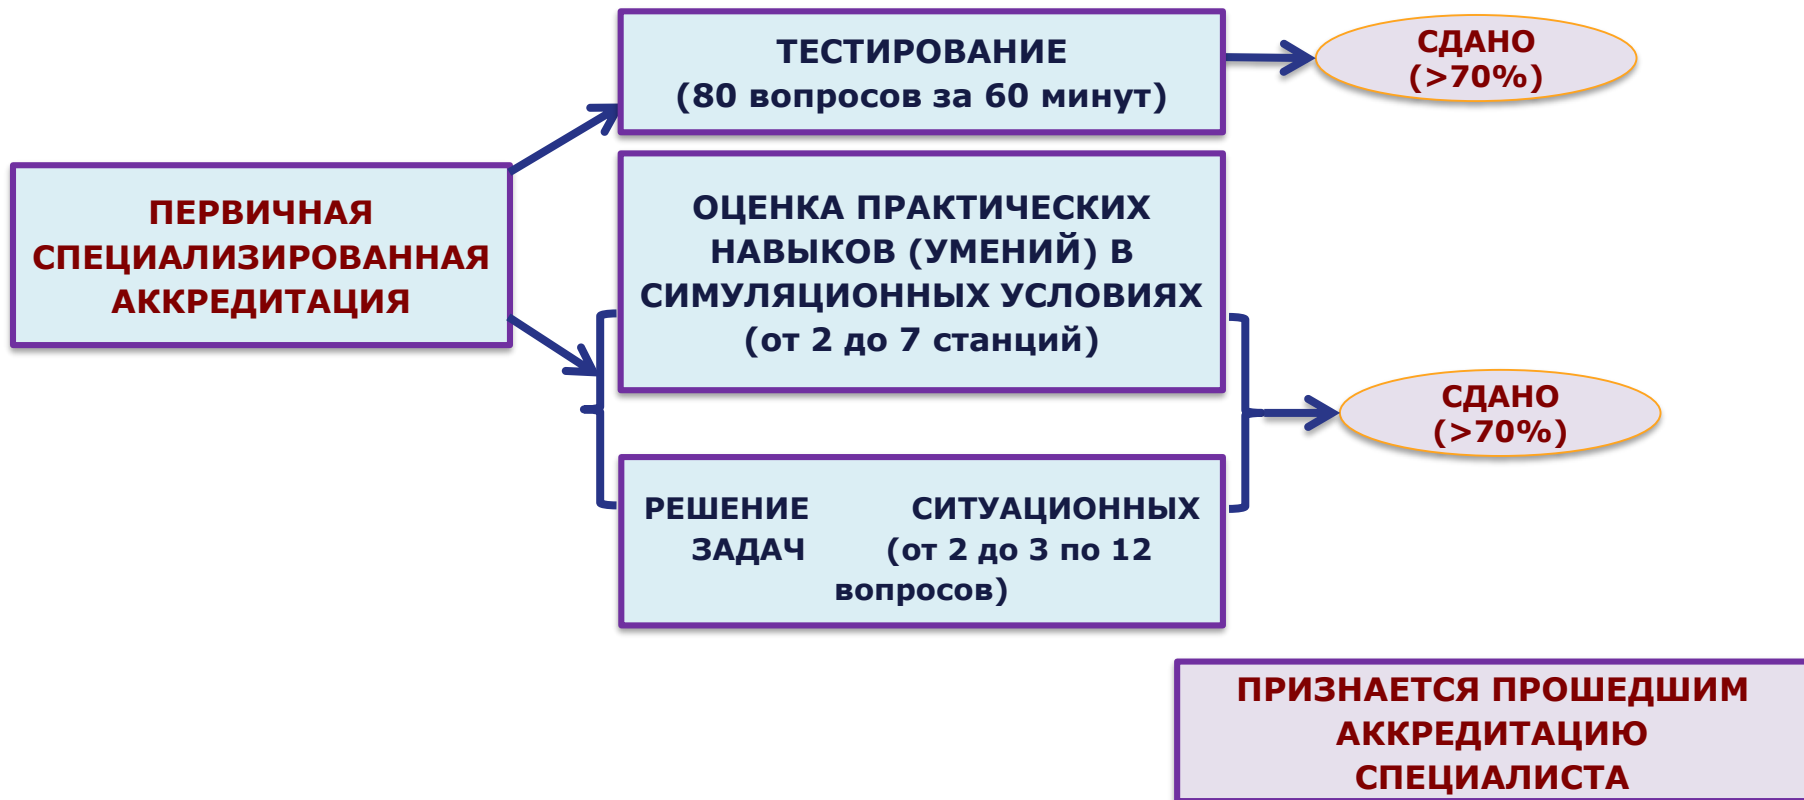 ТЕСТИРОВАНИЕ
(80 вопросов за 60 минут)
СДАНО
(>70%)
ПЕРВИЧНАЯ
СПЕЦИАЛИЗИРОВАННАЯ
АККРЕДИТАЦИЯ
ОЦЕНКА ПРАКТИЧЕСКИХ
НАВЫКОВ (УМЕНИЙ) В
СИМУЛЯЦИОННЫХ УСЛОВИЯХ
(от 2 до 7 станций)
СДАНО
(>70%)
РЕШЕНИЕ СИТУАЦИОННЫХ
ЗАДАЧ (от 2 до 3 по 12
вопросов)
ПРИЗНАЕТСЯ ПРОШЕДШИМ
АККРЕДИТАЦИЮ
СПЕЦИАЛИСТА